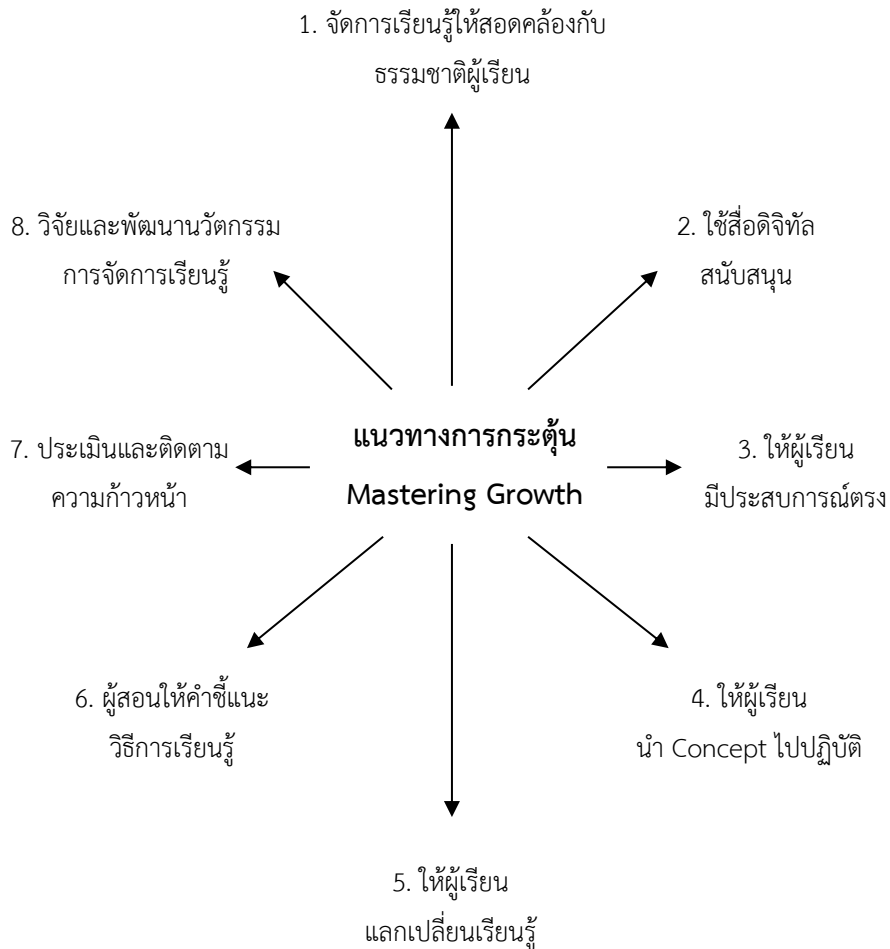 1. จัดการเรียนรู้ให้สอดคล้องกับ
ธรรมชาติผู้เรียน
8. วิจัยและพัฒนานวัตกรรม
การจัดการเรียนรู้
2. ใช้สื่อดิจิทัล
สนับสนุน
แนวทางการกระตุ้น
Mastering Growth
7. ประเมินและติดตาม
ความก้าวหน้า
3. ให้ผู้เรียน
มีประสบการณ์ตรง
6. ผู้สอนให้คำชี้แนะ
วิธีการเรียนรู้
4. ให้ผู้เรียน
นำ Concept ไปปฏิบัติ
5. ให้ผู้เรียน
แลกเปลี่ยนเรียนรู้